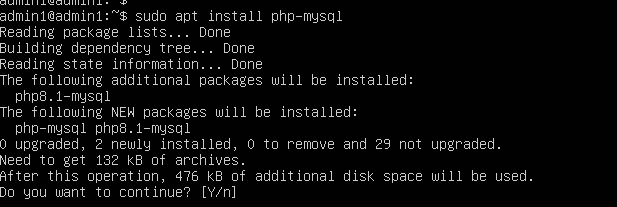 admin1@admin1:~$
admin1@admin1:~$ sudo apt install php-mysql
Reading package lists... Done
Building dependency tree... Done
Reading state information... Done
The following additional packages will be installed:
  php8.1-mysql
The following NEW packages will be installed:
  php-mysql php8.1-mysql
0 upgraded, 2 newly installed, 0 to remove and 29 not upgraded.
Need to get 132 kB of archives.
After this operation, 476 kB of additional disk space will be used.
Do you want to continue? [Y/n]